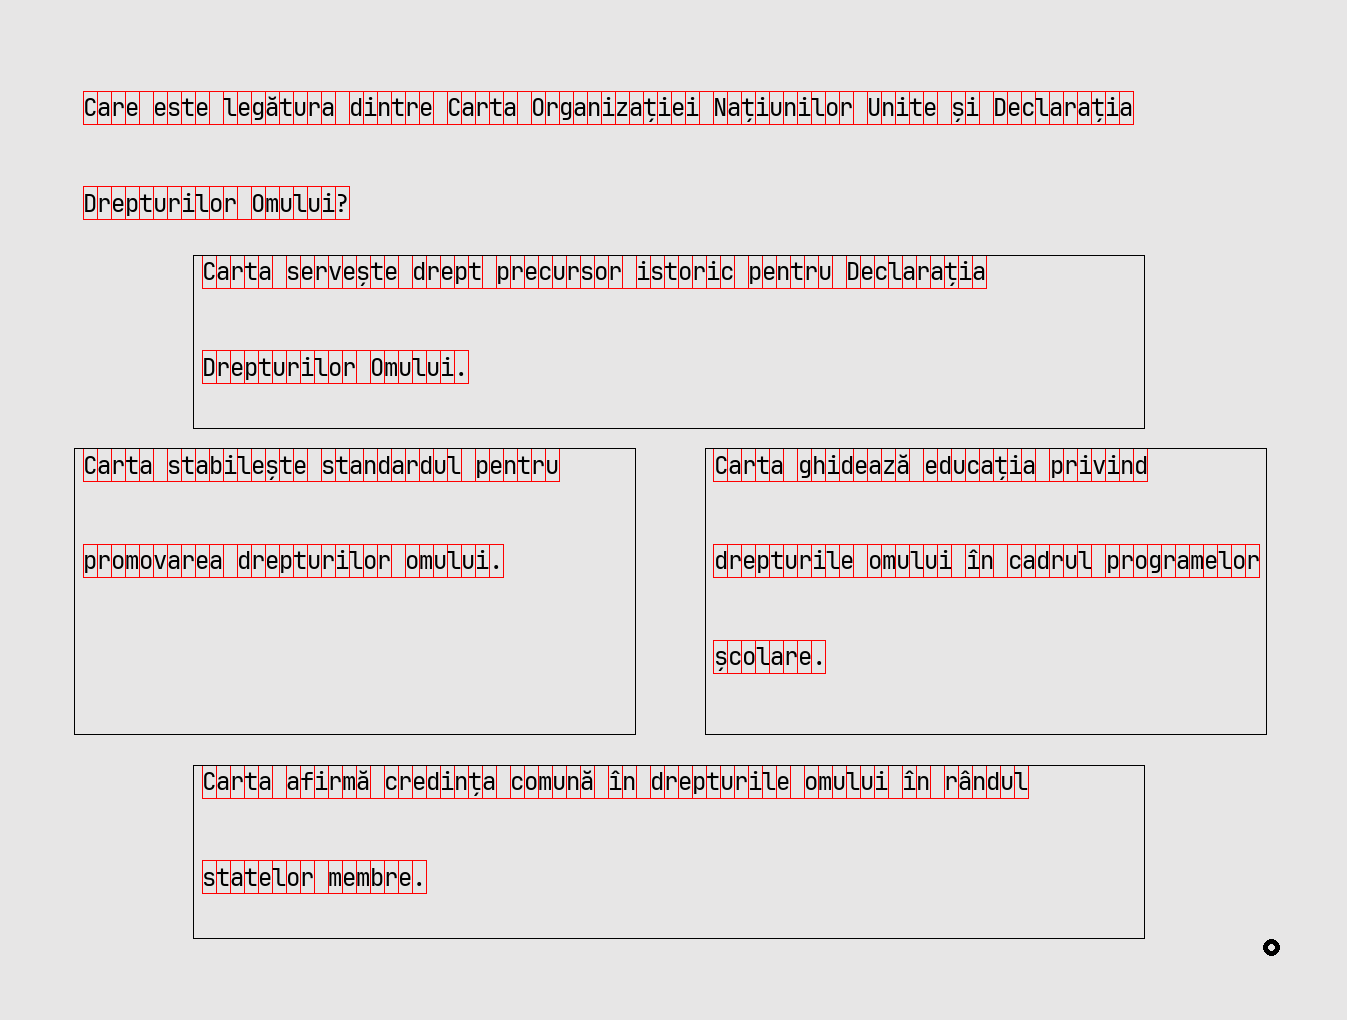 Care este legătura dintre Carta Organizației Națiunilor Unite și Declarația
Drepturilor Omului?
Carta servește drept precursor istoric pentru Declarația
Drepturilor Omului.
Carta stabilește standardul pentru
promovarea drepturilor omului.
Carta ghidează educația privind
drepturile omului în cadrul programelor
școlare.
Carta afirmă credința comună în drepturile omului în rândul
statelor membre.